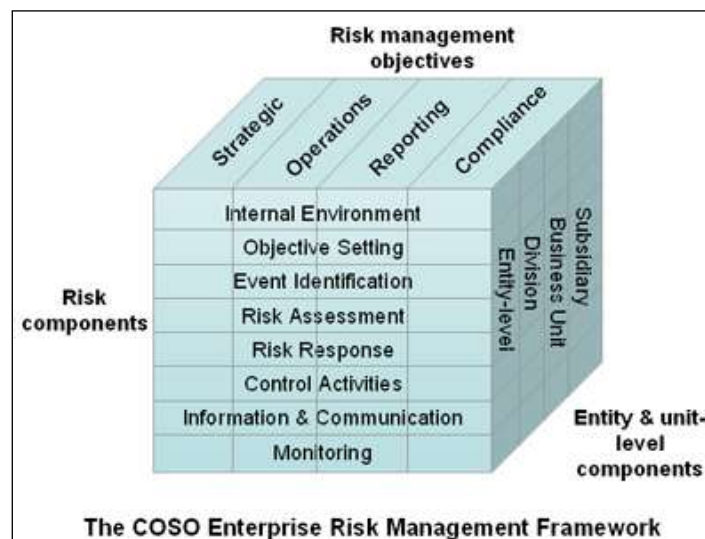 Risk management
objectives
Strategic
Operations
Reporting
Compliance
Internal Environment
Objective Setting
Event Identification
Risk Assessment
Risk Response
Control Activities
Information & Communication
Monitoring
Risk
components
Entity-level
Division
Business Unit
Subsidiary
Entity & unit-
level
components
The COSO Enterprise Risk Management Framework